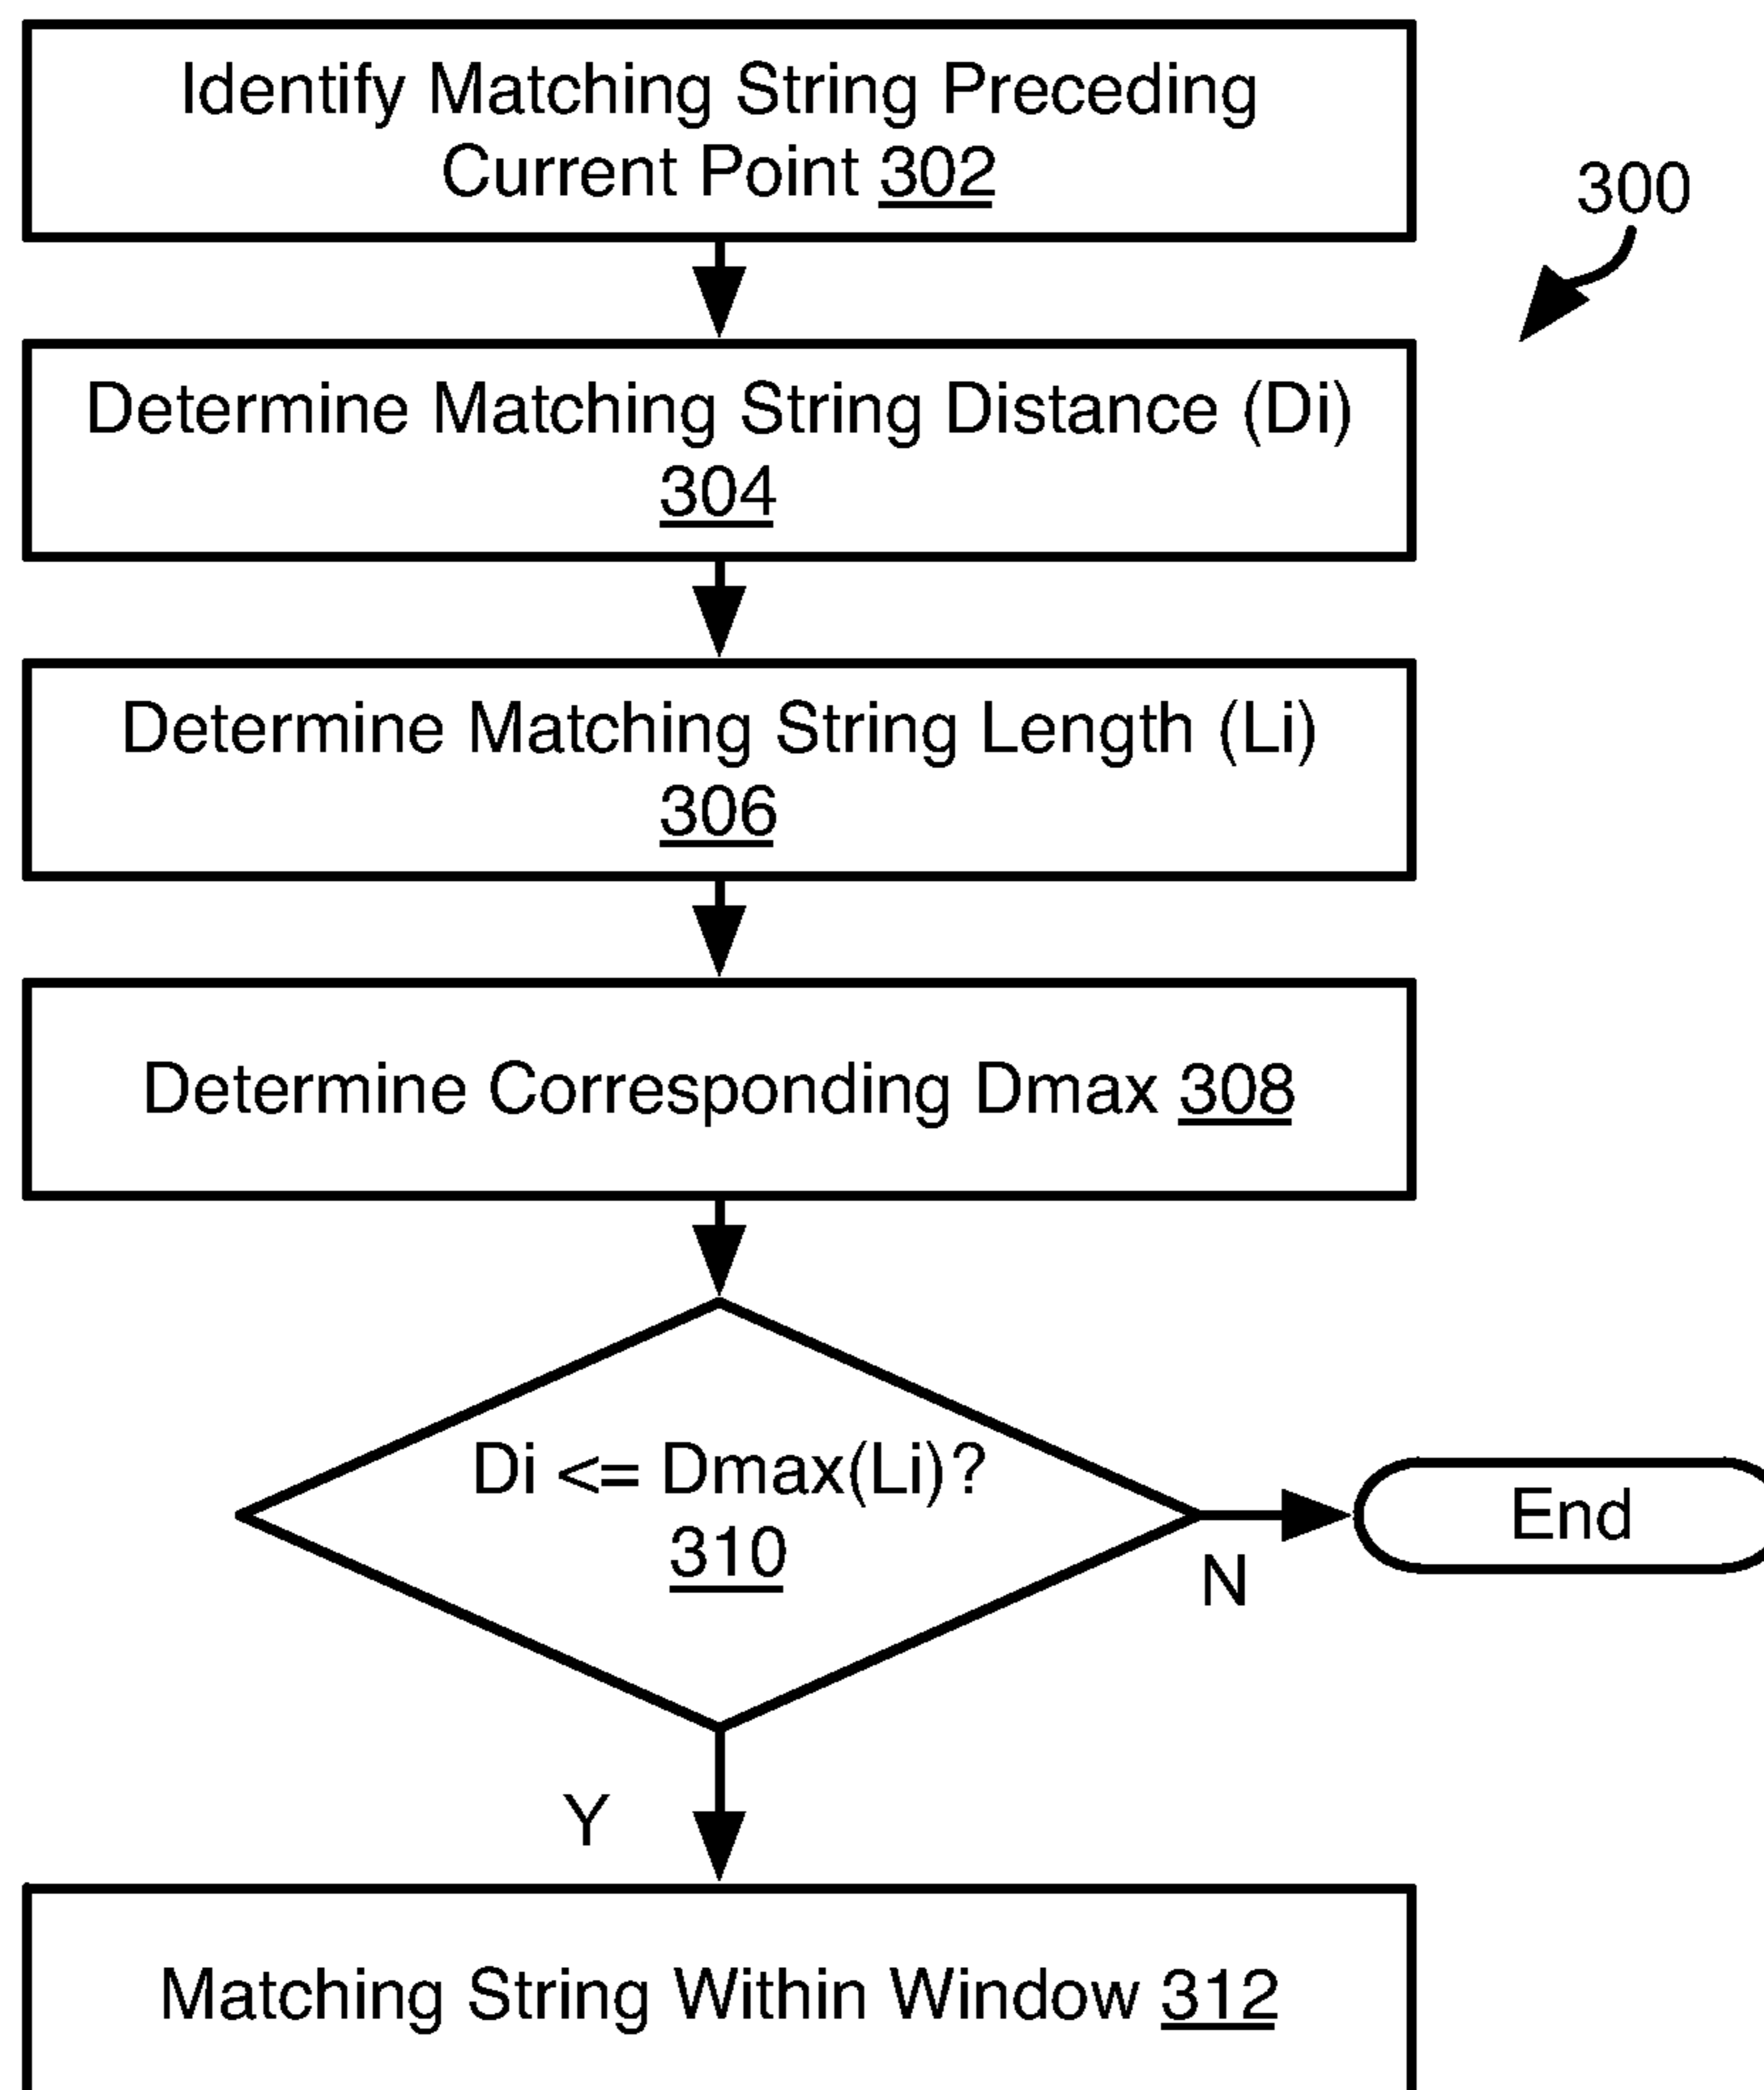 Identify Matching String Preceding
Current Point 302
300
Determine Matching String Distance (Di)
304
Determine Matching String Length (Li)
306
Determine Corresponding Dmax 308
Di <= Dmax(Li)?
310
End
N
Y
Matching String Within Window 312